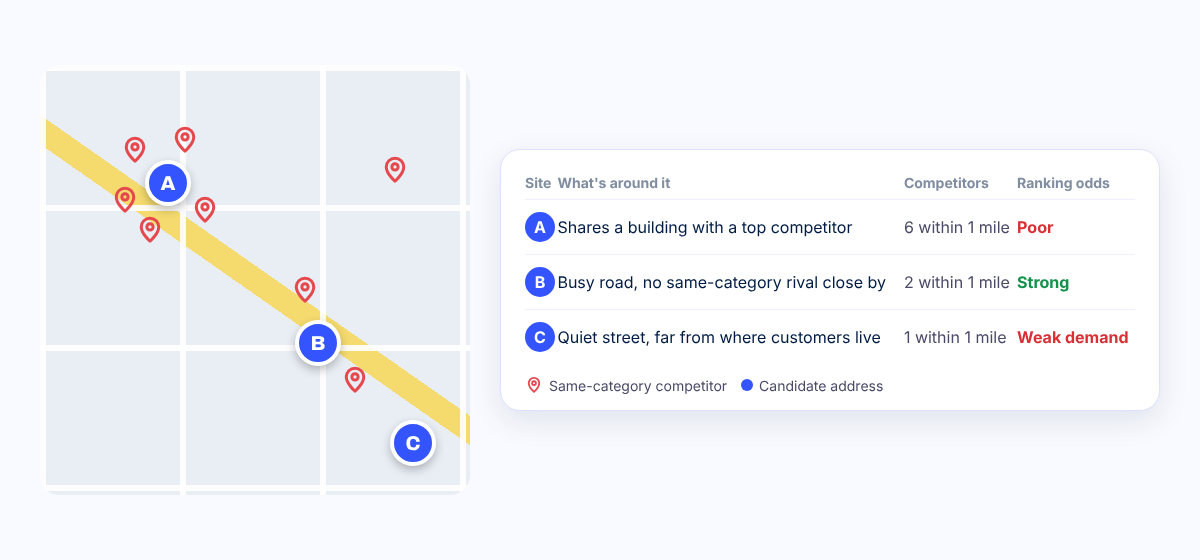 A
B
C
Site What's around it Competitors Ranking odds
A Shares a building with a top competitor 6 within 1 mile Poor
B Busy road, no same-category rival close by 2 within 1 mile Strong
C Quiet street, far from where customers live 1 within 1 mile Weak demand
Same-category competitor Candidate address